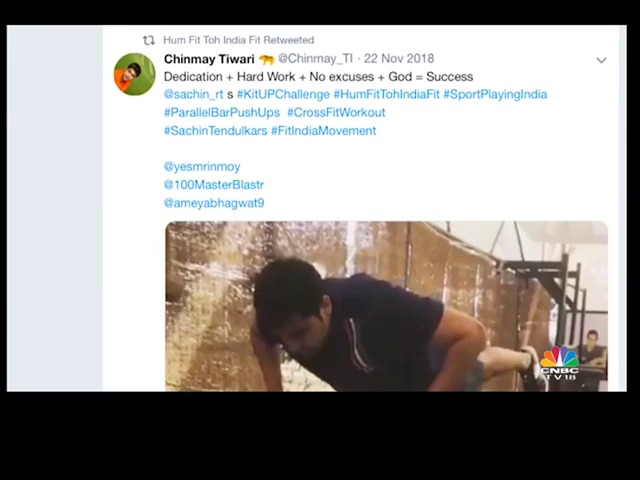 Hum Fit Toh India Fit Retweeted
Chinmay Tiwari 🐅 @Chinmay_TI · 22 Nov 2018
Dedication + Hard Work + No excuses + God = Success
@sachin_rt s #KitUPChallenge #HumFitTohIndiaFit #SportPlayingIndia
#ParallelBarPushUps #CrossFitWorkout
#SachinTendulkars #FitIndiaMovement
@yesmrinmoy
@100MasterBlastr
@ameyabhagwat9
CNBC
TV18